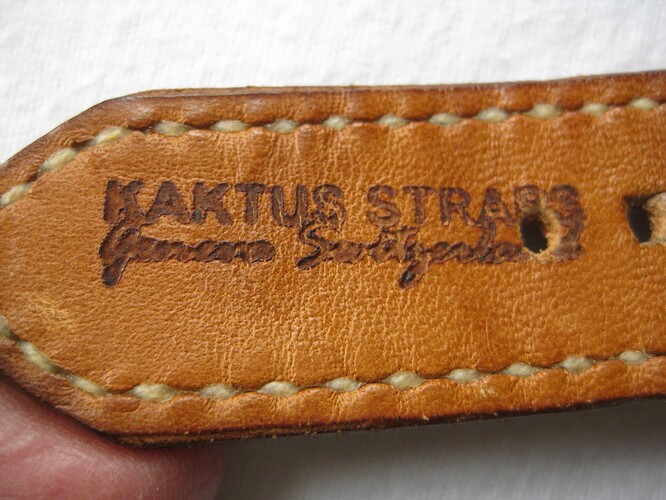 KAKTUS STRAPS
Geneva Switzerland